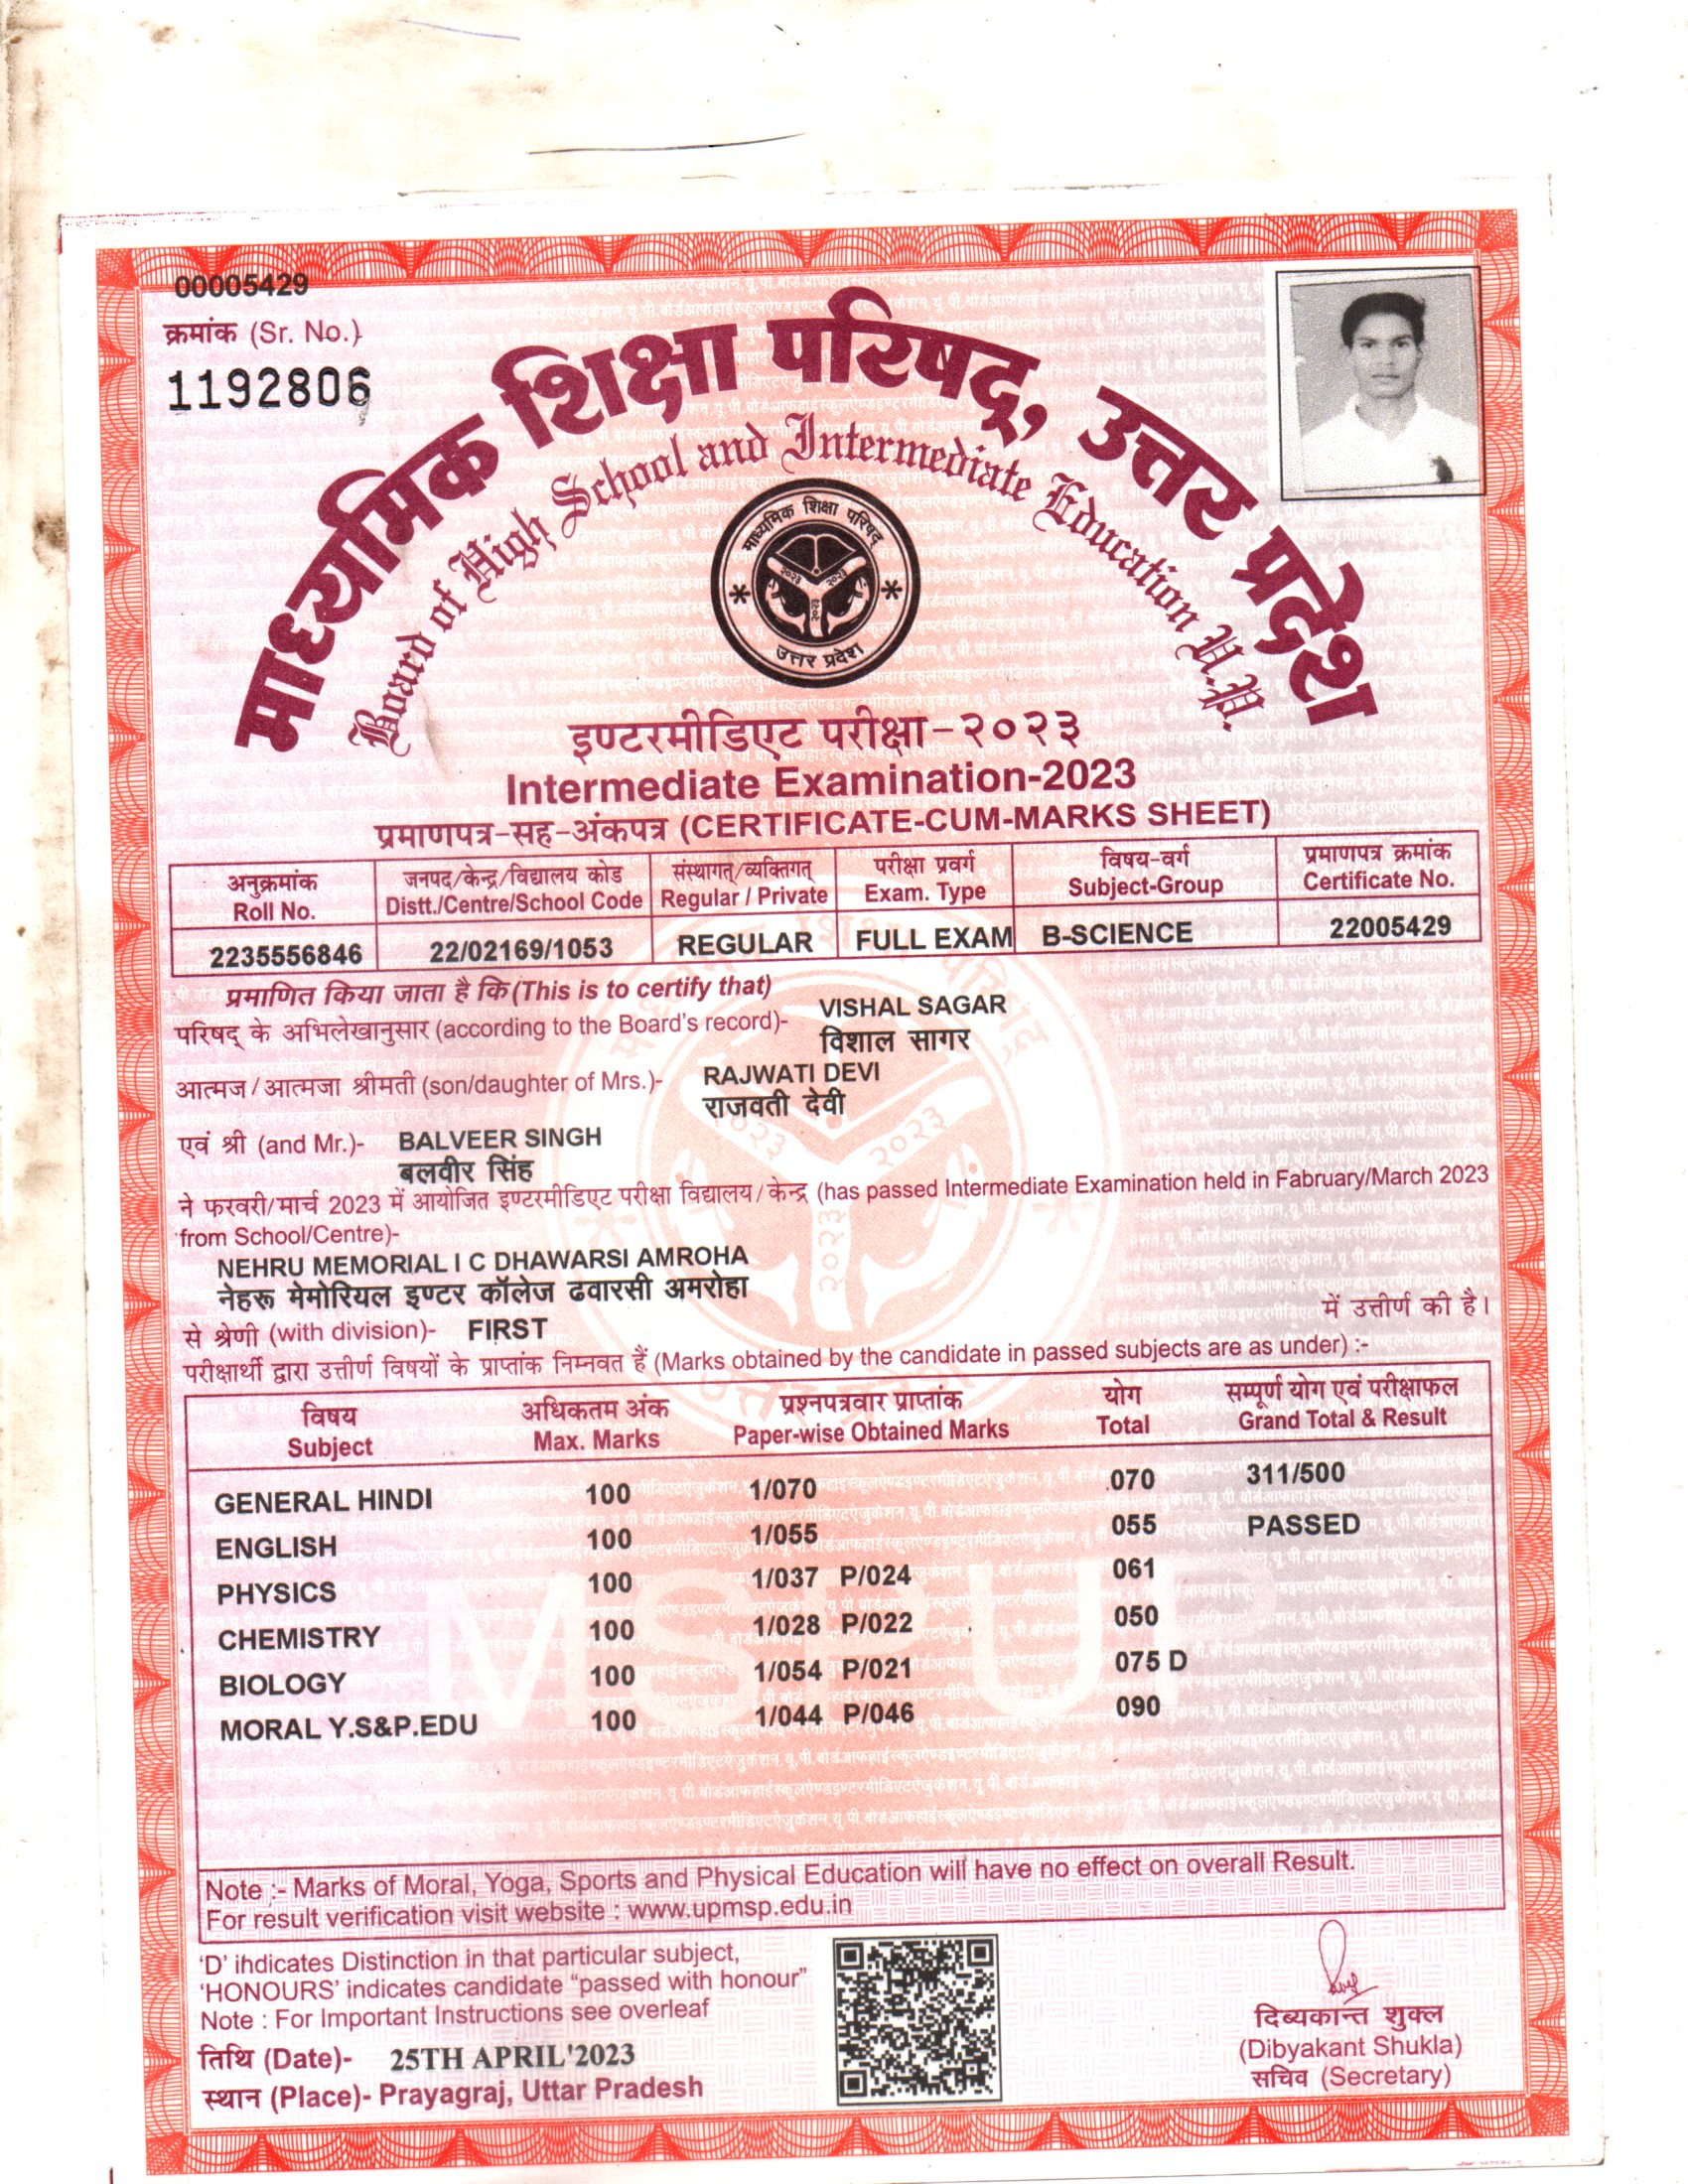 00005429
क्रमांक (Sr. No.)
1192806
माध्यमिक शिक्षा परिषद्, उत्तर प्रदेश
Board of High School and Intermediate Education U.P.
माध्यमिक शिक्षा परिषद्
२०२३ २०२३
२०२३
उत्तर प्रदेश
इण्टरमीडिएट परीक्षा-२०२३
Intermediate Examination-2023
प्रमाणपत्र-सह-अंकपत्र (CERTIFICATE-CUM-MARKS SHEET)
अनुक्रमांक जनपद/केन्द्र/विद्यालय कोड संस्थागत्/व्यक्तिगत् परीक्षा प्रवर्ग विषय-वर्ग प्रमाणपत्र क्रमांक
Roll No. Distt./Centre/School Code Regular / Private Exam. Type Subject-Group Certificate No.
2235556846 22/02169/1053 REGULAR FULL EXAM B-SCIENCE 22005429
प्रमाणित किया जाता है कि (This is to certify that)
परिषद् के अभिलेखानुसार (according to the Board's record)- VISHAL SAGAR
विशाल सागर
आत्मज/आत्मजा श्रीमती (son/daughter of Mrs.)- RAJWATI DEVI
राजवती देवी
एवं श्री (and Mr.)- BALVEER SINGH
बलवीर सिंह
ने फरवरी/मार्च 2023 में आयोजित इण्टरमीडिएट परीक्षा विद्यालय/केन्द्र (has passed Intermediate Examination held in Fabruary/March 2023
from School/Centre)-
NEHRU MEMORIAL I C DHAWARSI AMROHA
नेहरू मेमोरियल इण्टर कॉलेज ढवारसी अमरोहा
में उत्तीर्ण की है।
से श्रेणी (with division)- FIRST
परीक्षार्थी द्वारा उत्तीर्ण विषयों के प्राप्तांक निम्नवत हैं (Marks obtained by the candidate in passed subjects are as under) :-
विषय अधिकतम अंक प्रश्नपत्रवार प्राप्तांक योग सम्पूर्ण योग एवं परीक्षाफल
Subject Max. Marks Paper-wise Obtained Marks Total Grand Total & Result
GENERAL HINDI 100 1/070 070 311/500
ENGLISH 100 1/055 055 PASSED
PHYSICS 100 1/037 P/024 061
CHEMISTRY 100 1/028 P/022 050
BIOLOGY 100 1/054 P/021 075 D
MORAL Y.S&P.EDU 100 1/044 P/046 090
MSPUP
Note :- Marks of Moral, Yoga, Sports and Physical Education will have no effect on overall Result.
For result verification visit website : www.upmsp.edu.in
'D' ihdicates Distinction in that particular subject,
'HONOURS' indicates candidate "passed with honour"
Note : For Important Instructions see overleaf
तिथि (Date)- 25TH APRIL'2023
स्थान (Place)- Prayagraj, Uttar Pradesh
दिब्यकान्त शुक्ल
(Dibyakant Shukla)
सचिव (Secretary)